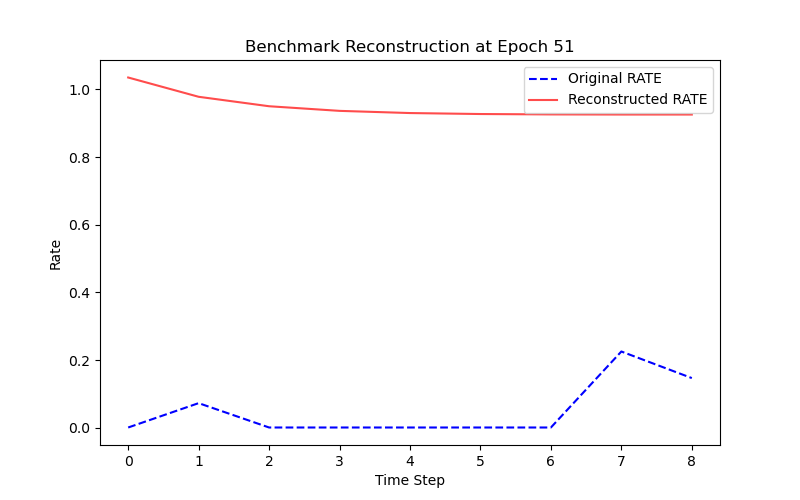 Benchmark Reconstruction at Epoch 51
Original RATE
Reconstructed RATE
1.0
0.8
0.6
0.4
0.2
0.0
Rate
0 1 2 3 4 5 6 7 8
Time Step